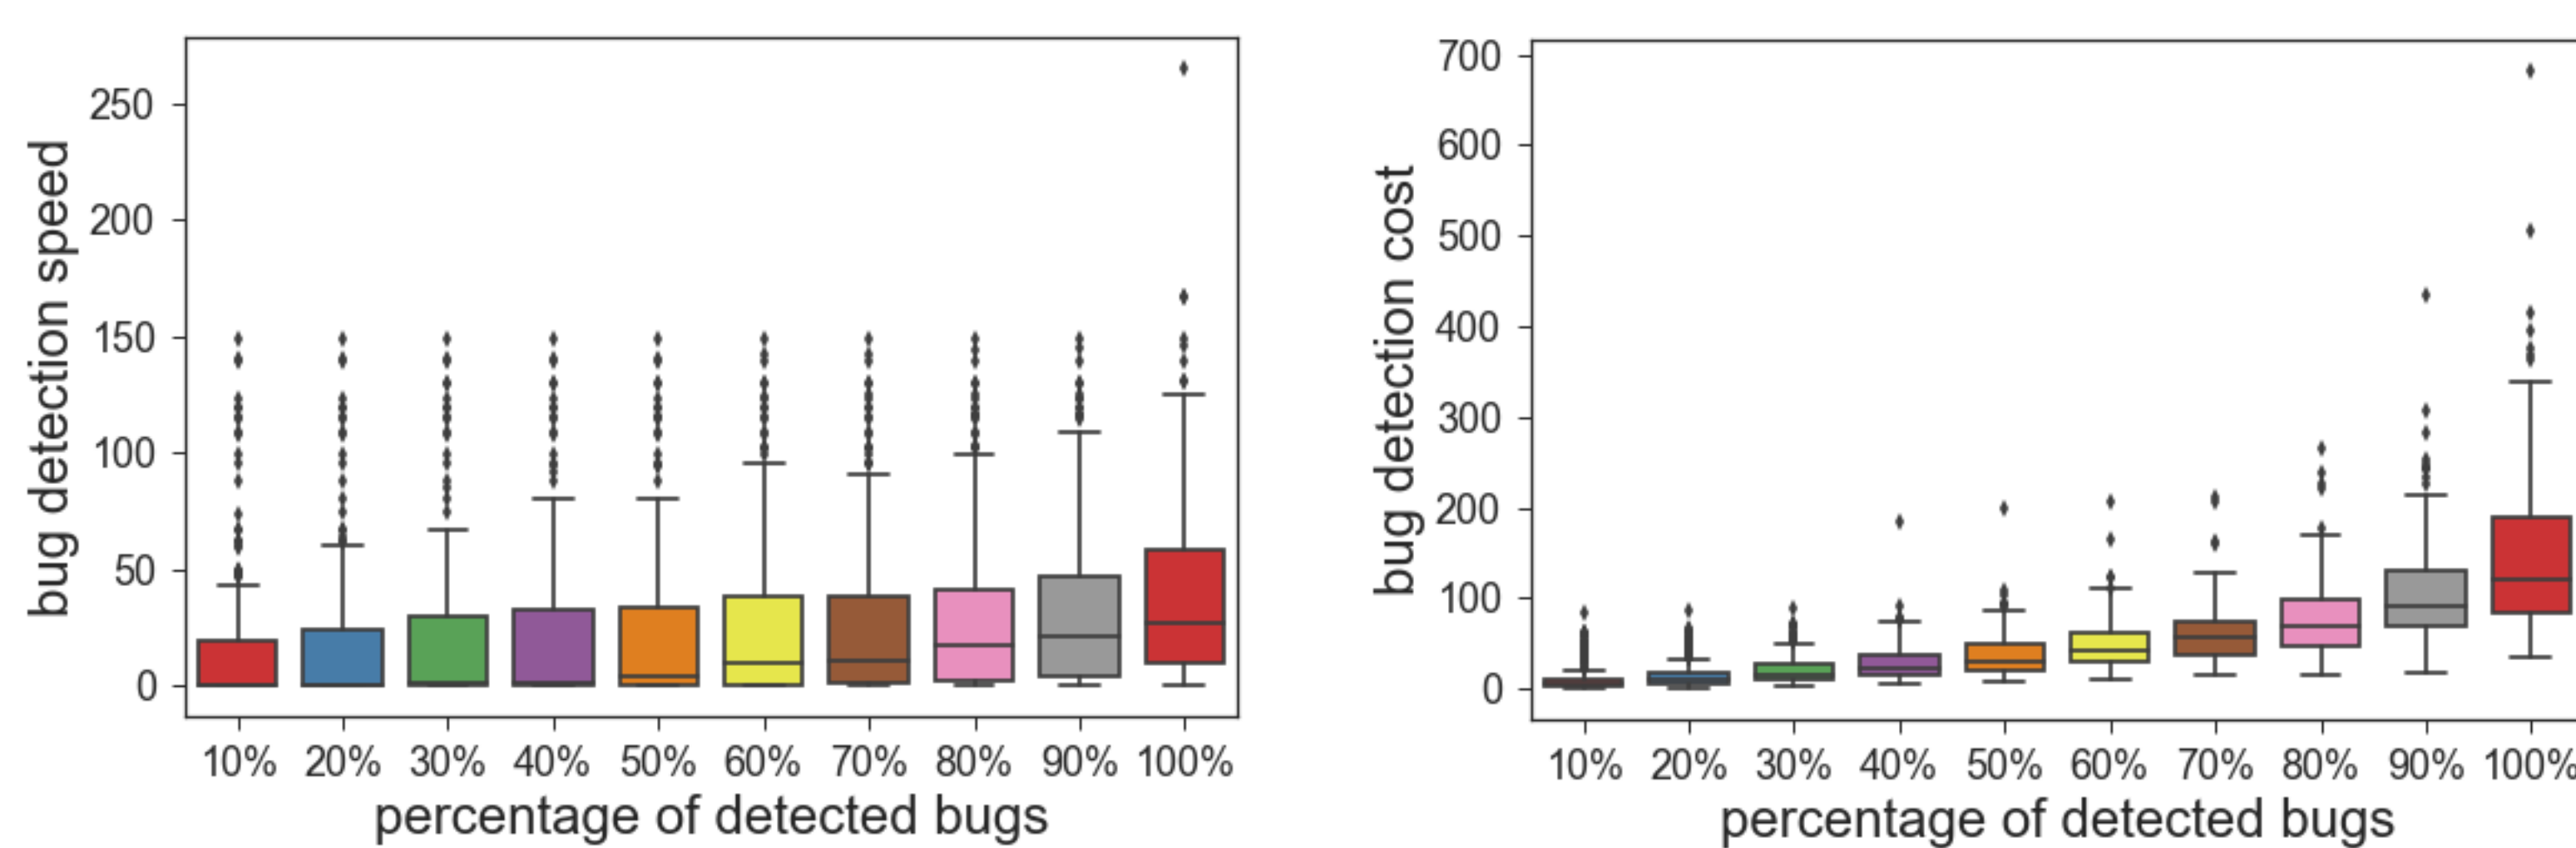 bug detection speed
250
200
150
100
50
0
10% 20% 30% 40% 50% 60% 70% 80% 90% 100%
percentage of detected bugs
bug detection cost
700
600
500
400
300
200
100
0
10% 20% 30% 40% 50% 60% 70% 80% 90% 100%
percentage of detected bugs